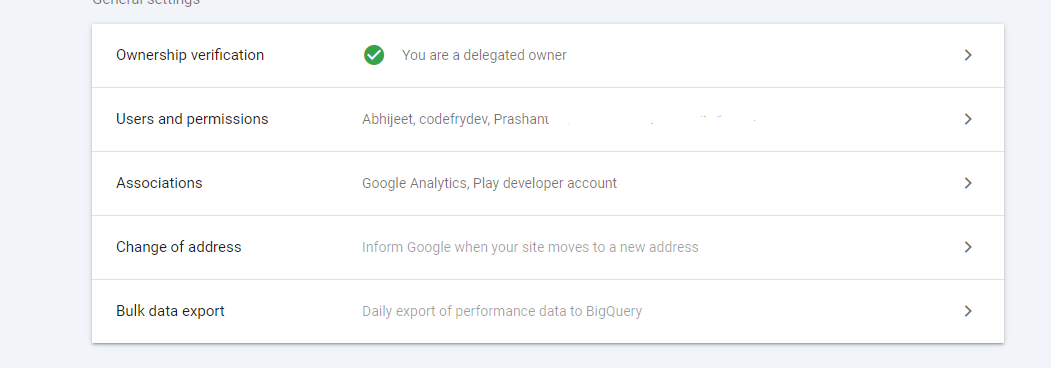 General settings
Ownership verification You are a delegated owner
Users and permissions Abhijeet, codefrydev, Prashant
Associations Google Analytics, Play developer account
Change of address Inform Google when your site moves to a new address
Bulk data export Daily export of performance data to BigQuery